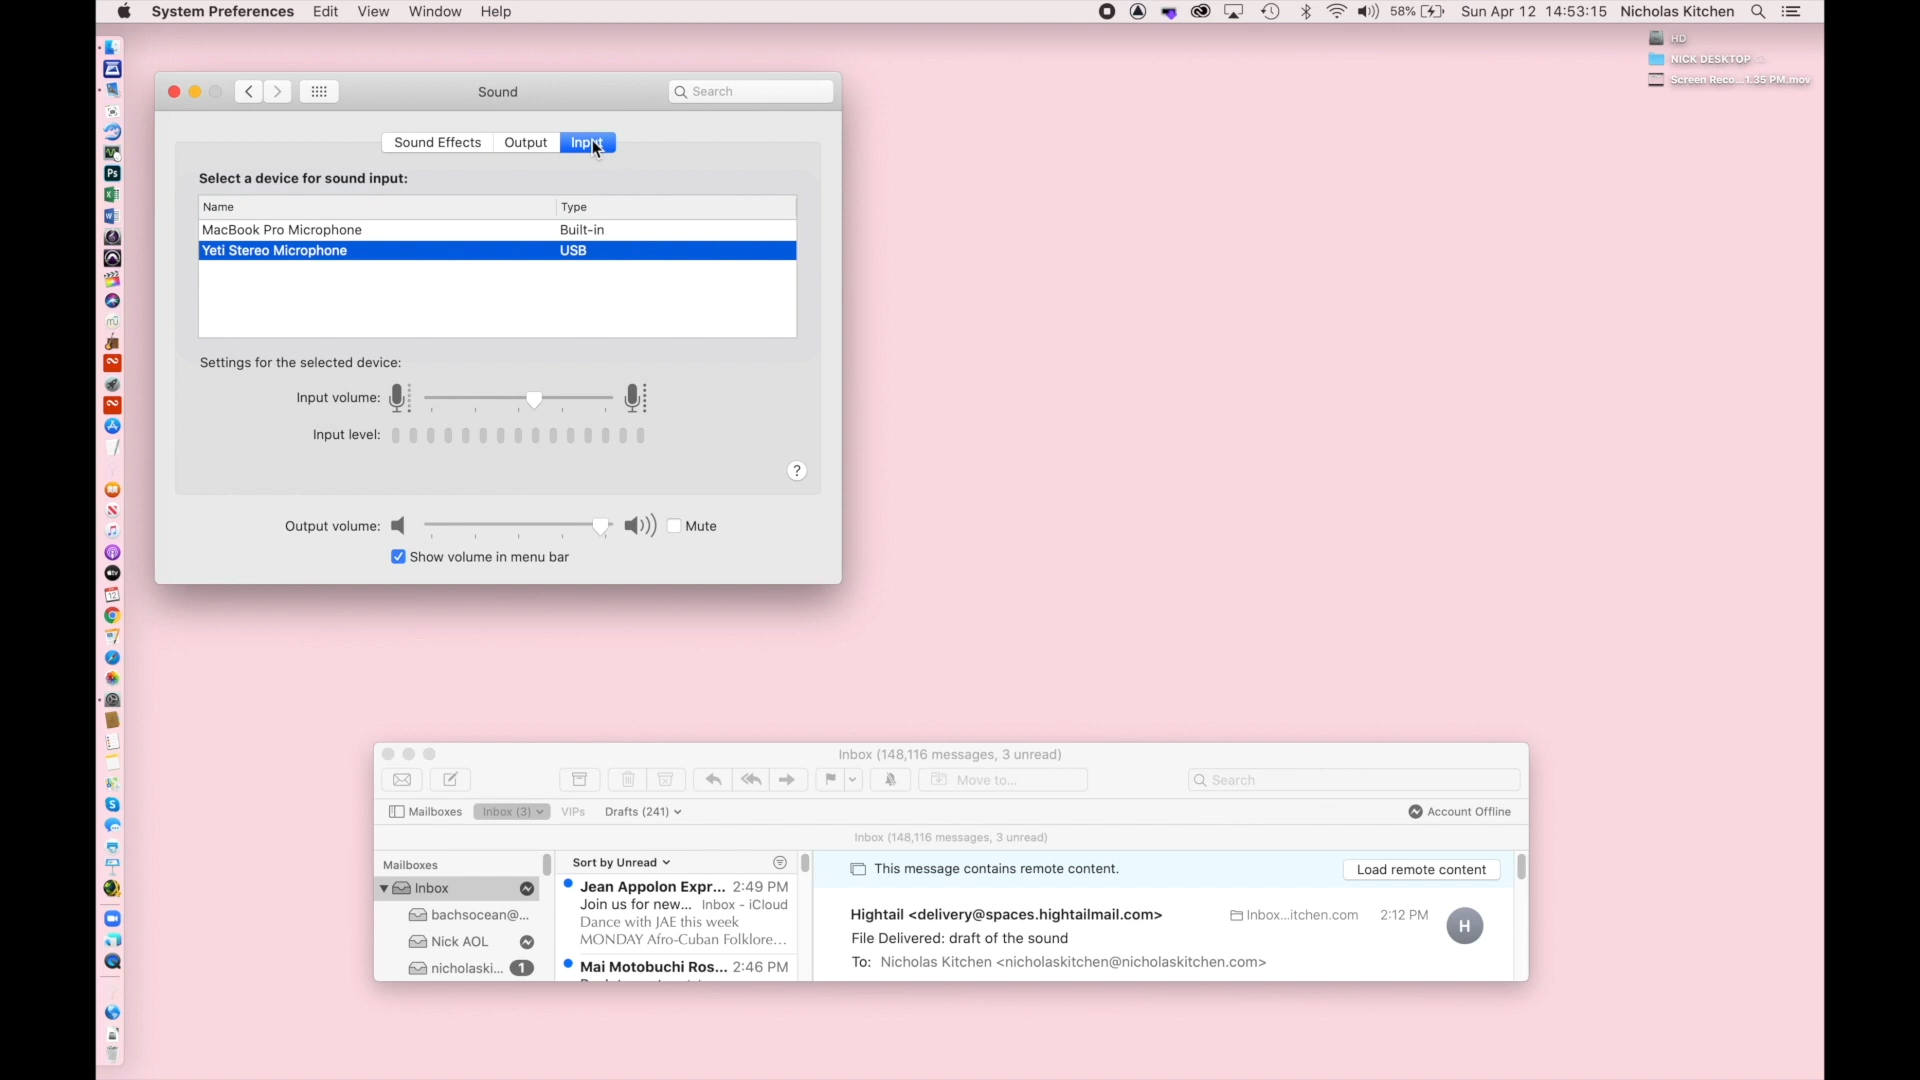 System Preferences Edit View Window Help 58% Sun Apr 12 14:53:15 Nicholas Kitchen
HD
NICK DESKTOP
Screen Reco...1.35 PM.mov
Sound
Search
Sound Effects Output Input
Select a device for sound input:
Name Type
MacBook Pro Microphone Built-in
Yeti Stereo Microphone USB
Settings for the selected device:
Input volume:
Input level:
?
Output volume: Mute
Show volume in menu bar
Ps
Inbox (148,116 messages, 3 unread)
Move to...
Search
Mailboxes Inbox (3) VIPs Drafts (241) Account Offline
Inbox (148,116 messages, 3 unread)
Mailboxes
Inbox
bachsocean@...
Nick AOL
nicholaski... 1
Sort by Unread
Jean Appolon Expr... 2:49 PM
Join us for new... Inbox - iCloud
Dance with JAE this week
MONDAY Afro-Cuban Folklore...
Mai Motobuchi Ros... 2:46 PM
This message contains remote content.
Load remote content
Hightail <delivery@spaces.hightailmail.com> Inbox...itchen.com 2:12 PM
H
File Delivered: draft of the sound
To: Nicholas Kitchen <nicholaskitchen@nicholaskitchen.com>